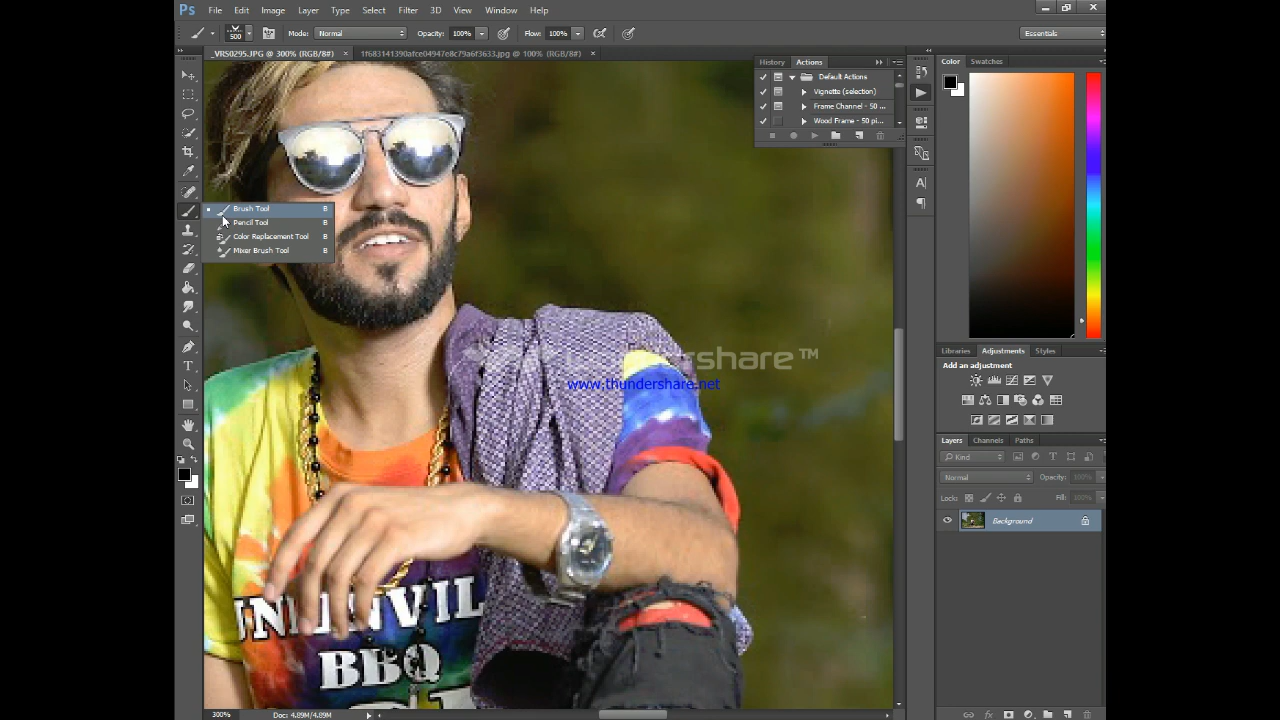 Ps File Edit Image Layer Type Select Filter 3D View Window Help
500 Mode: Normal Opacity: 100% Flow: 100% Essentials
_VRS0295.JPG @ 300% (RGB/8#) × 1f683141390afce04947e8c79a6f3633.jpg @ 100% (RGB/8#) ×
History Actions
Default Actions
Vignette (selection)
Frame Channel - 50 ...
Wood Frame - 50 pi...
Color Swatches
Brush Tool B
Pencil Tool B
Color Replacement Tool B
Mixer Brush Tool B
thundershare™
www.thundershare.net
BBQ
Libraries Adjustments Styles
Add an adjustment
Layers Channels Paths
Kind
Normal Opacity: 100%
Lock: Fill: 100%
Background
300% Doc: 4.89M/4.89M